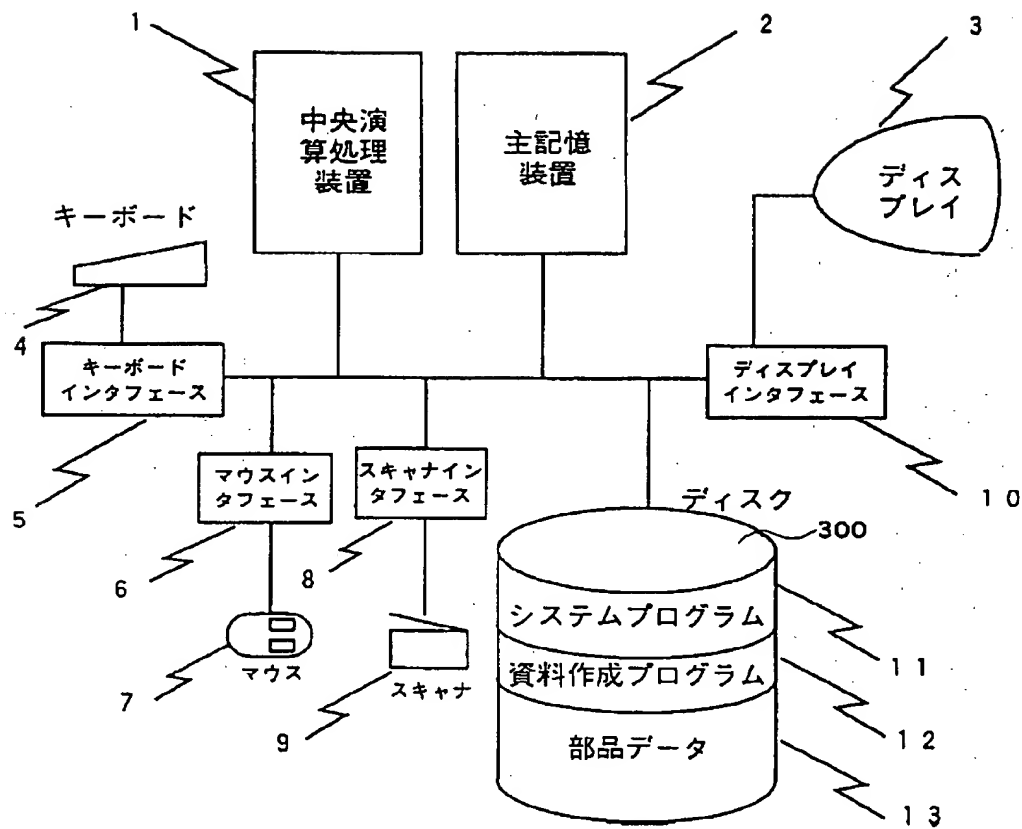 1
2
3
中央演
算処理
装置
主記憶
装置
ディス
プレイ
キーボード
4
キーボード
インタフェース
ディスプレイ
インタフェース
5
マウスイン
タフェース
スキャナイン
タフェース
10
ディスク
300
6
8
システムプログラム
マウス
資料作成プログラム
11
7
スキャナ
9
部品データ
12
13